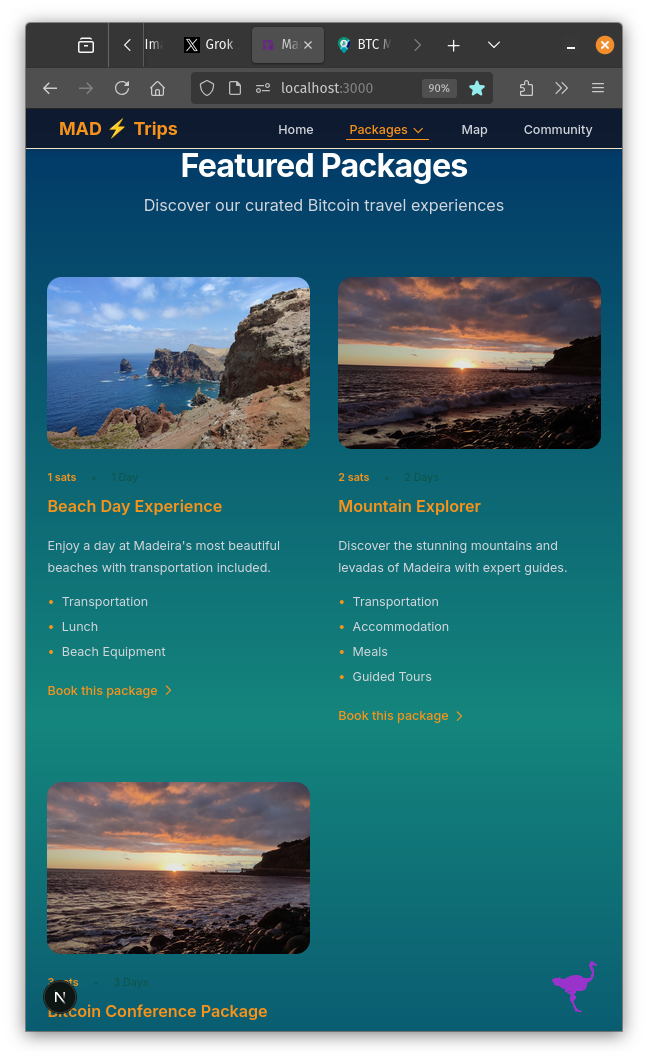 Ima
Grok
Ma
BTC M
localhost:3000
90%
MAD ⚡ Trips
Home
Packages
Map
Community
Featured Packages
Discover our curated Bitcoin travel experiences
1 sats • 1 Day
Beach Day Experience
Enjoy a day at Madeira's most beautiful
beaches with transportation included.
• Transportation
• Lunch
• Beach Equipment
Book this package
2 sats • 2 Days
Mountain Explorer
Discover the stunning mountains and
levadas of Madeira with expert guides.
• Transportation
• Accommodation
• Meals
• Guided Tours
Book this package
3 sats • 3 Days
Bitcoin Conference Package
N